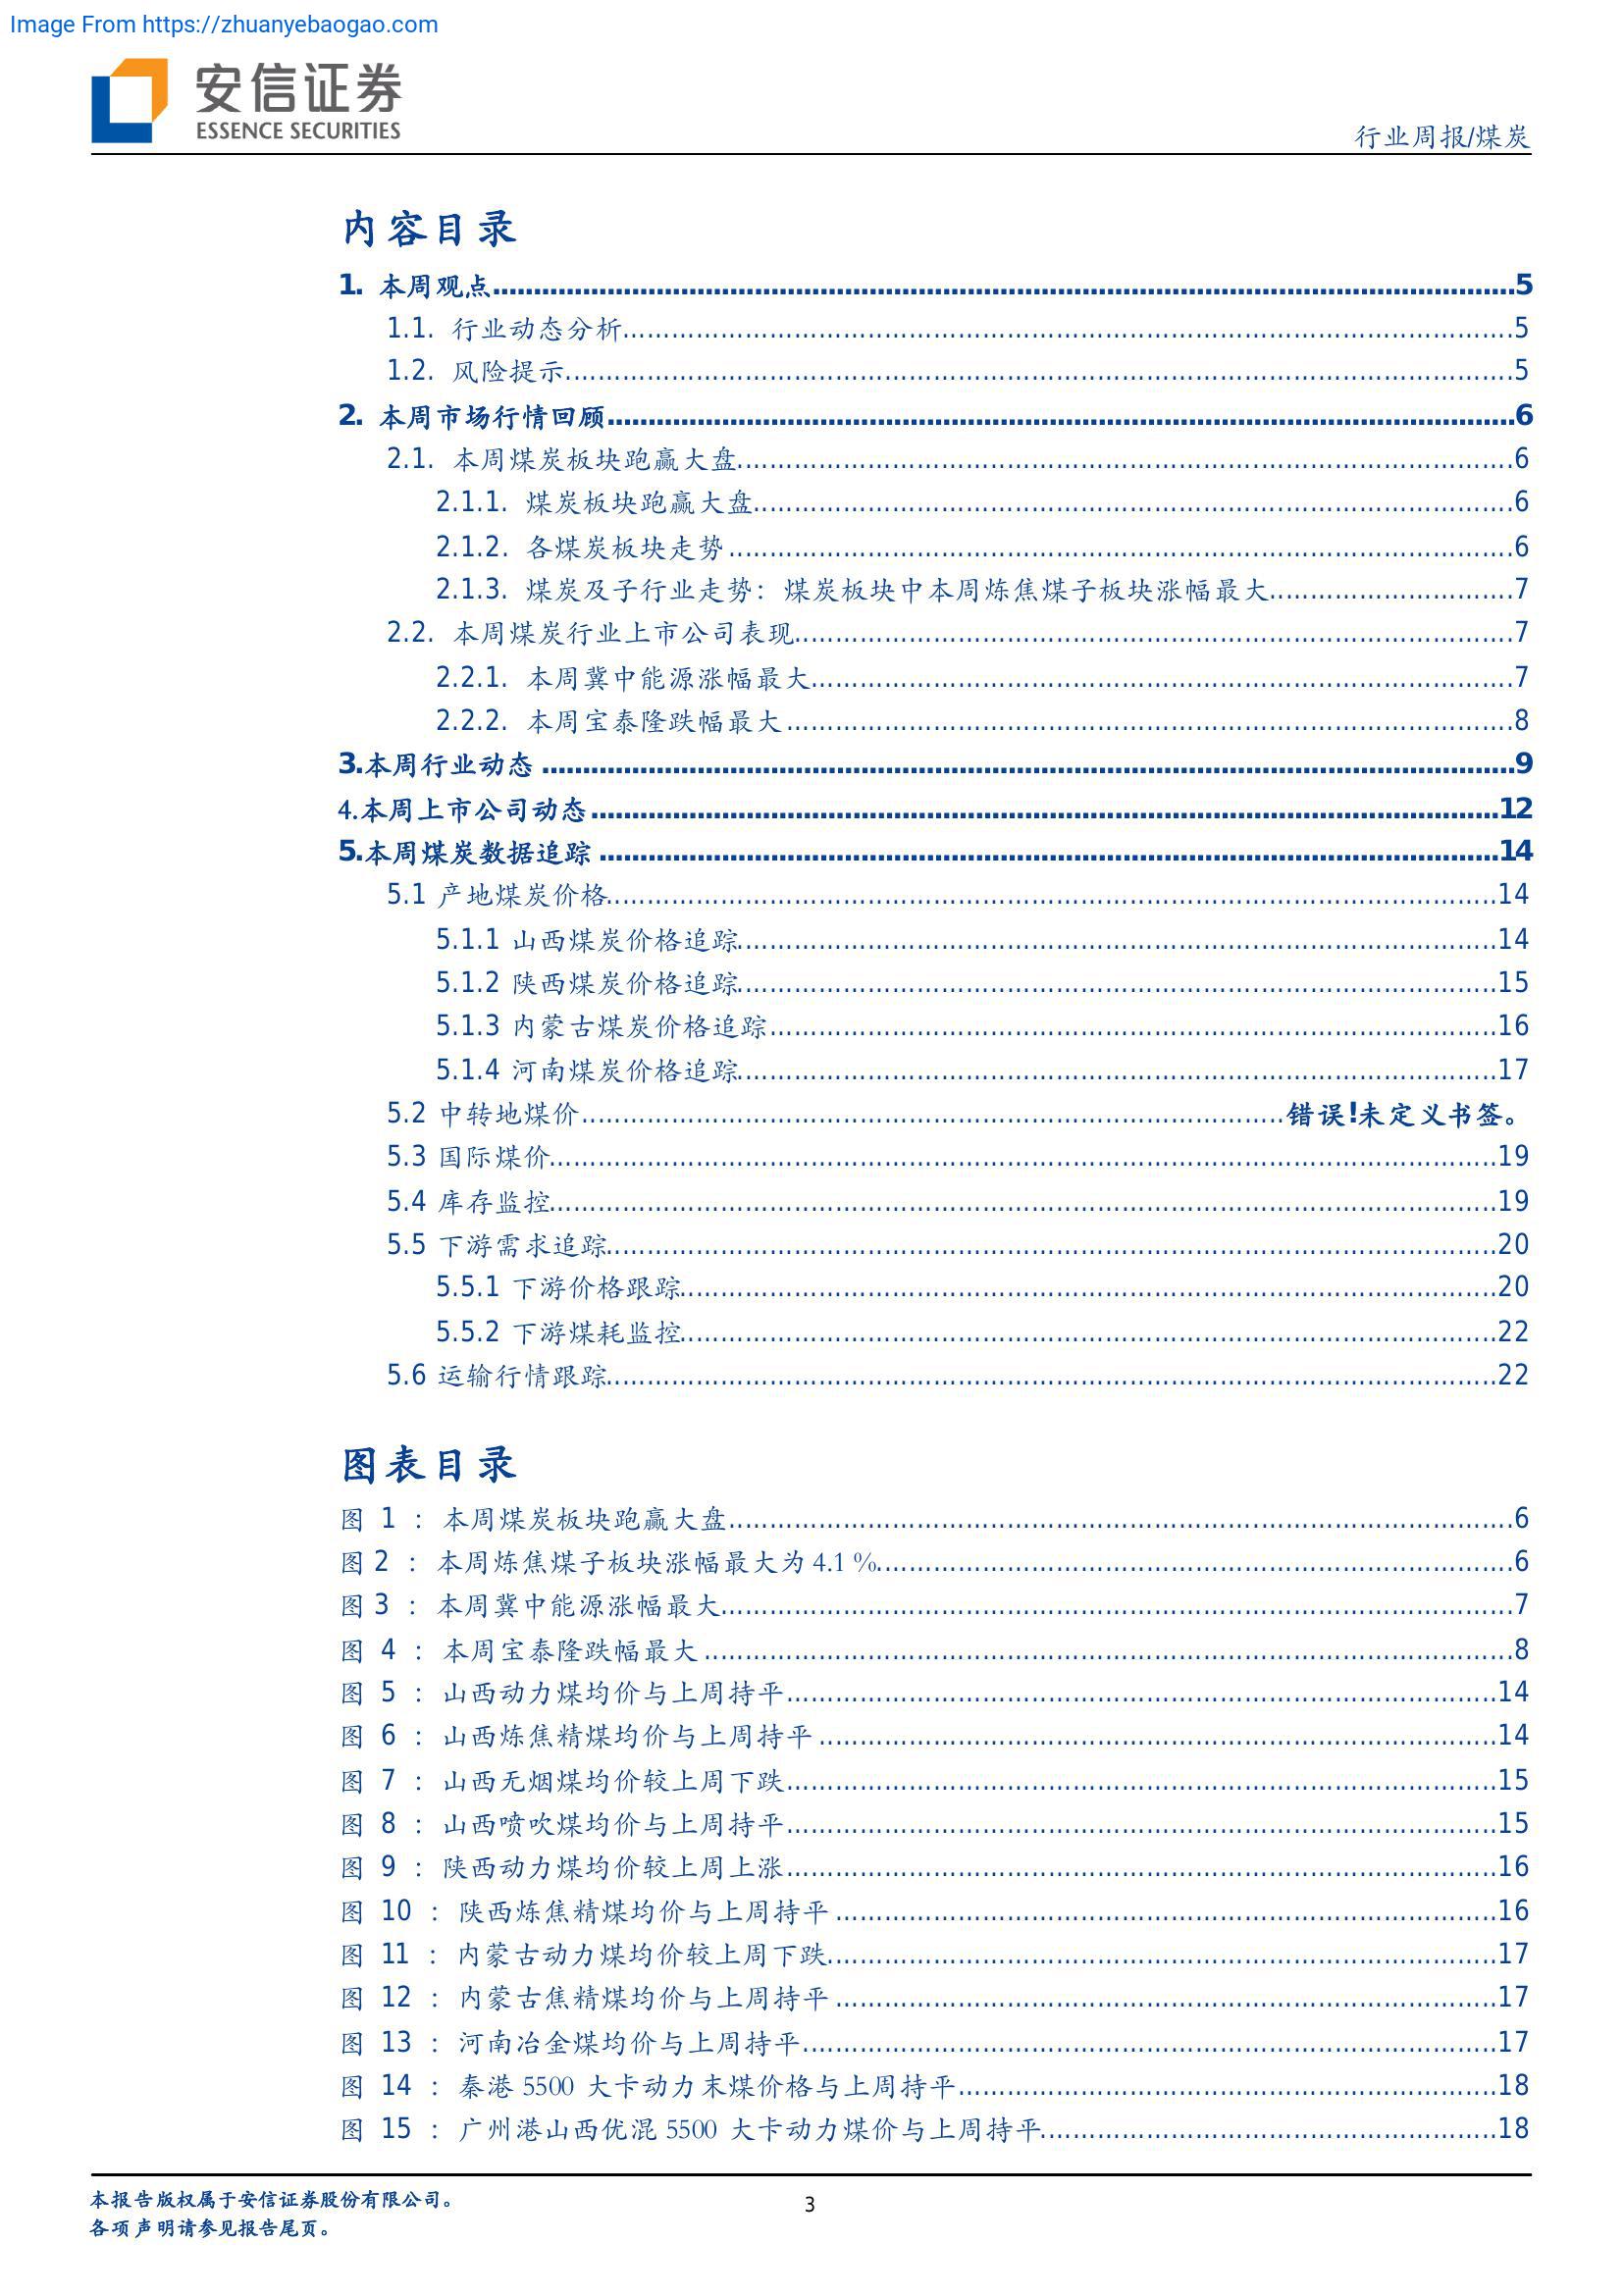 Image From https://zhuanyebaogao.com
安信证券
ESSENCE SECURITIES
行业周报/煤炭
内容目录
1. 本周观点........................................5
1.1. 行业动态分析........................................5
1.2. 风险提示........................................5
2. 本周市场行情回顾........................................6
2.1. 本周煤炭板块跑赢大盘........................................6
2.1.1. 煤炭板块跑赢大盘........................................6
2.1.2. 各煤炭板块走势........................................6
2.1.3. 煤炭及子行业走势：煤炭板块中本周炼焦煤子板块涨幅最大........................................7
2.2. 本周煤炭行业上市公司表现........................................7
2.2.1. 本周冀中能源涨幅最大........................................7
2.2.2. 本周宝泰隆跌幅最大........................................8
3.本周行业动态........................................9
4.本周上市公司动态........................................12
5.本周煤炭数据追踪........................................14
5.1 产地煤炭价格........................................14
5.1.1 山西煤炭价格追踪........................................14
5.1.2 陕西煤炭价格追踪........................................15
5.1.3 内蒙古煤炭价格追踪........................................16
5.1.4 河南煤炭价格追踪........................................17
5.2 中转地煤价........................................错误!未定义书签。
5.3 国际煤价........................................19
5.4 库存监控........................................19
5.5 下游需求追踪........................................20
5.5.1 下游价格跟踪........................................20
5.5.2 下游煤耗监控........................................22
5.6 运输行情跟踪........................................22
图表目录
图 1 ：本周煤炭板块跑赢大盘........................................6
图 2 ：本周炼焦煤子板块涨幅最大为 4.1 %........................................6
图 3 ：本周冀中能源涨幅最大........................................7
图 4 ：本周宝泰隆跌幅最大........................................8
图 5 ：山西动力煤均价与上周持平........................................14
图 6 ：山西炼焦精煤均价与上周持平........................................14
图 7 ：山西无烟煤均价较上周下跌........................................15
图 8 ：山西喷吹煤均价与上周持平........................................15
图 9 ：陕西动力煤均价较上周上涨........................................16
图 10 ：陕西炼焦精煤均价与上周持平........................................16
图 11 ：内蒙古动力煤均价较上周下跌........................................17
图 12 ：内蒙古焦精煤均价与上周持平........................................17
图 13 ：河南冶金煤均价与上周持平........................................17
图 14 ：秦港 5500 大卡动力末煤价格与上周持平........................................18
图 15 ：广州港山西优混 5500 大卡动力煤价与上周持平........................................18
本报告版权属于安信证券股份有限公司。
3
各项声明请参见报告尾页。